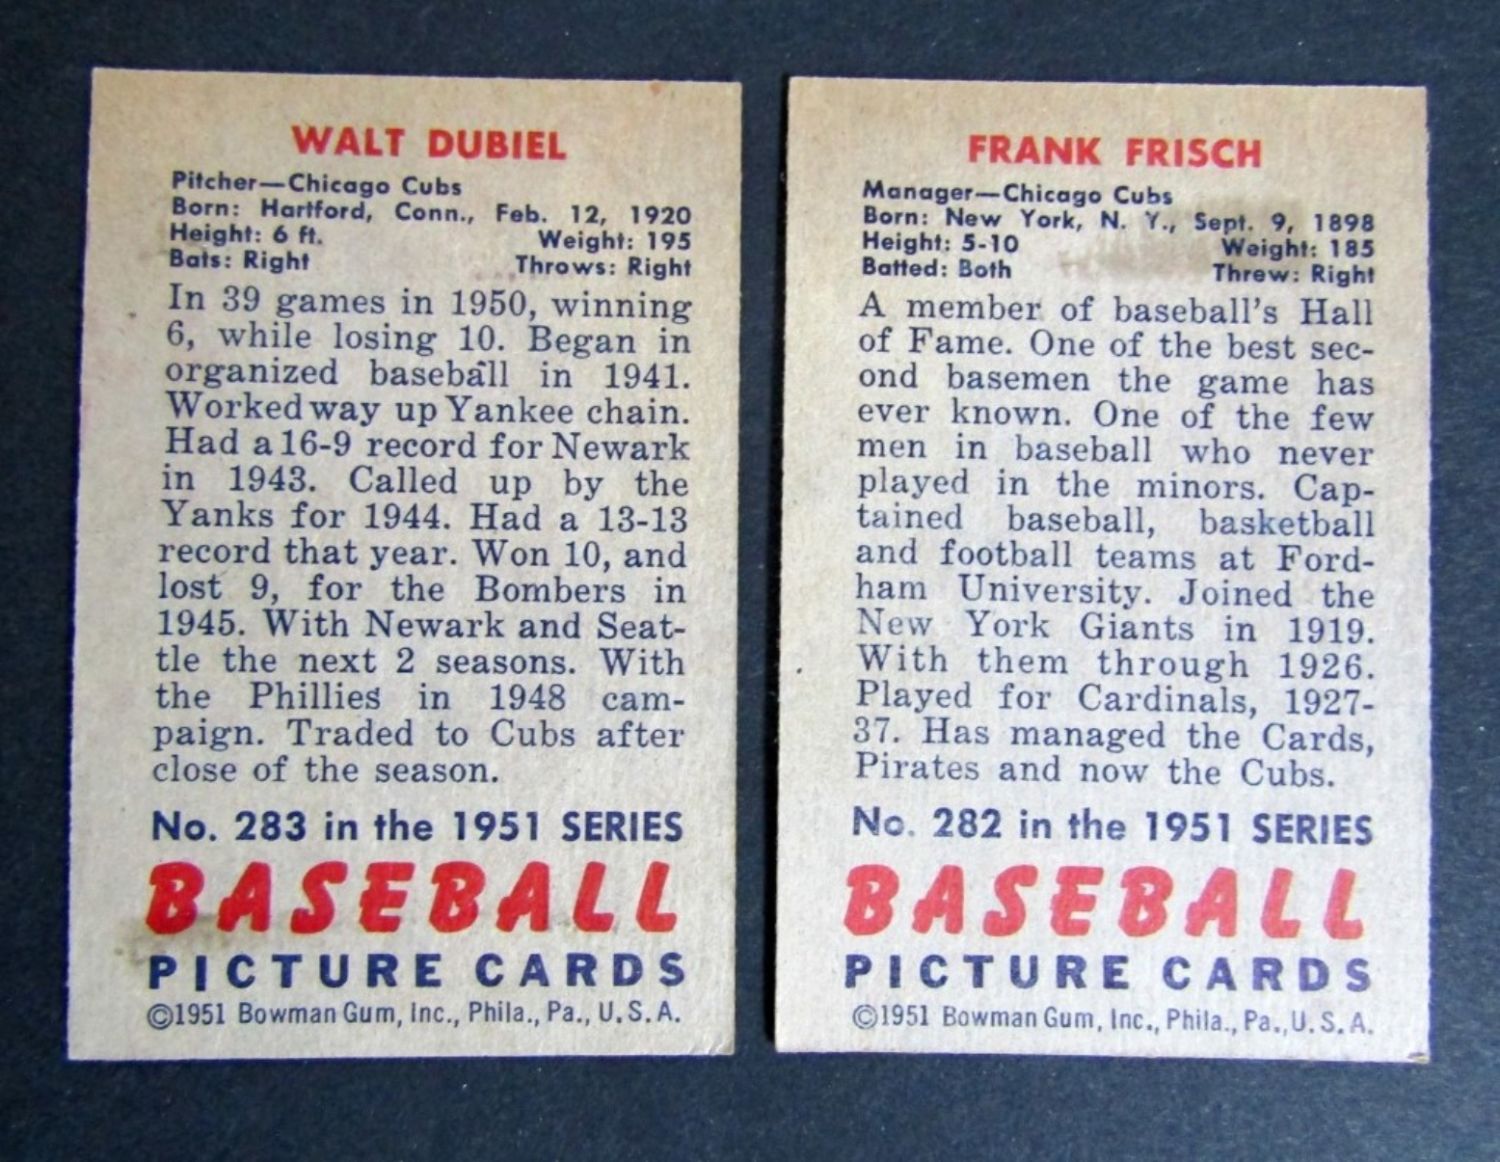 WALT DUBIEL
Pitcher—Chicago Cubs
Born: Hartford, Conn., Feb. 12, 1920
Height: 6 ft. Weight: 195
Bats: Right Throws: Right
In 39 games in 1950, winning
6, while losing 10. Began in
organized baseball in 1941.
Worked way up Yankee chain.
Had a 16-9 record for Newark
in 1943. Called up by the
Yanks for 1944. Had a 13-13
record that year. Won 10, and
lost 9, for the Bombers in
1945. With Newark and Seat-
tle the next 2 seasons. With
the Phillies in 1948 cam-
paign. Traded to Cubs after
close of the season.
No. 283 in the 1951 SERIES
BASEBALL
PICTURE CARDS
©1951 Bowman Gum, Inc., Phila., Pa., U.S.A.
FRANK FRISCH
Manager—Chicago Cubs
Born: New York, N. Y., Sept. 9, 1898
Height: 5-10 Weight: 185
Batted: Both Threw: Right
A member of baseball's Hall
of Fame. One of the best sec-
ond basemen the game has
ever known. One of the few
men in baseball who never
played in the minors. Cap-
tained baseball, basketball
and football teams at Ford-
ham University. Joined the
New York Giants in 1919.
With them through 1926.
Played for Cardinals, 1927-
37. Has managed the Cards,
Pirates and now the Cubs.
No. 282 in the 1951 SERIES
BASEBALL
PICTURE CARDS
©1951 Bowman Gum, Inc., Phila., Pa., U.S.A.